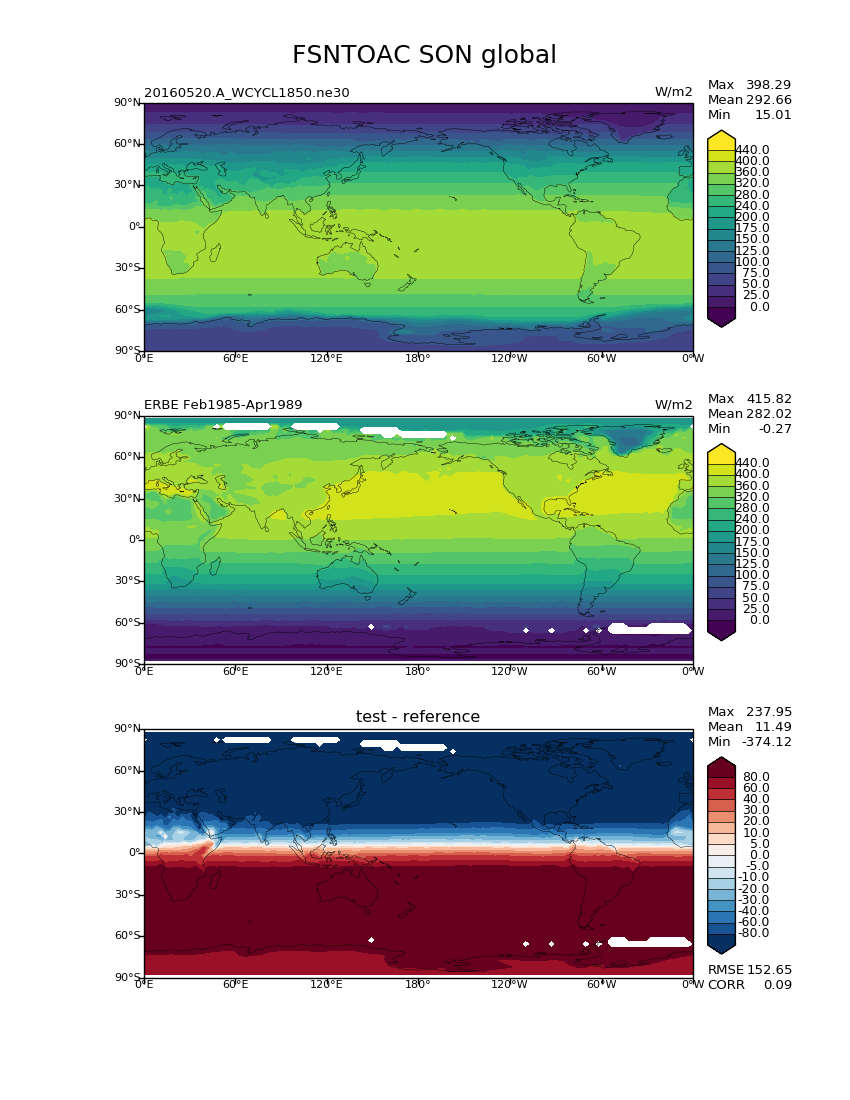 FSNTOAC SON global
20160520.A_WCYCL1850.ne30 W/m2
Max 398.29
Mean 292.66
Min 15.01
90°N
60°N
30°N
0°
30°S
60°S
90°S
0°E 60°E 120°E 180° 120°W 60°W 0°W
440.0
400.0
360.0
320.0
280.0
240.0
200.0
175.0
150.0
125.0
100.0
75.0
50.0
25.0
0.0
ERBE Feb1985-Apr1989 W/m2
Max 415.82
Mean 282.02
Min -0.27
90°N
60°N
30°N
0°
30°S
60°S
90°S
0°E 60°E 120°E 180° 120°W 60°W 0°W
440.0
400.0
360.0
320.0
280.0
240.0
200.0
175.0
150.0
125.0
100.0
75.0
50.0
25.0
0.0
test - reference
Max 237.95
Mean 11.49
Min -374.12
90°N
60°N
30°N
0°
30°S
60°S
90°S
0°E 60°E 120°E 180° 120°W 60°W 0°W
80.0
60.0
40.0
30.0
20.0
10.0
5.0
0.0
-5.0
-10.0
-20.0
-30.0
-40.0
-60.0
-80.0
RMSE 152.65
CORR 0.09